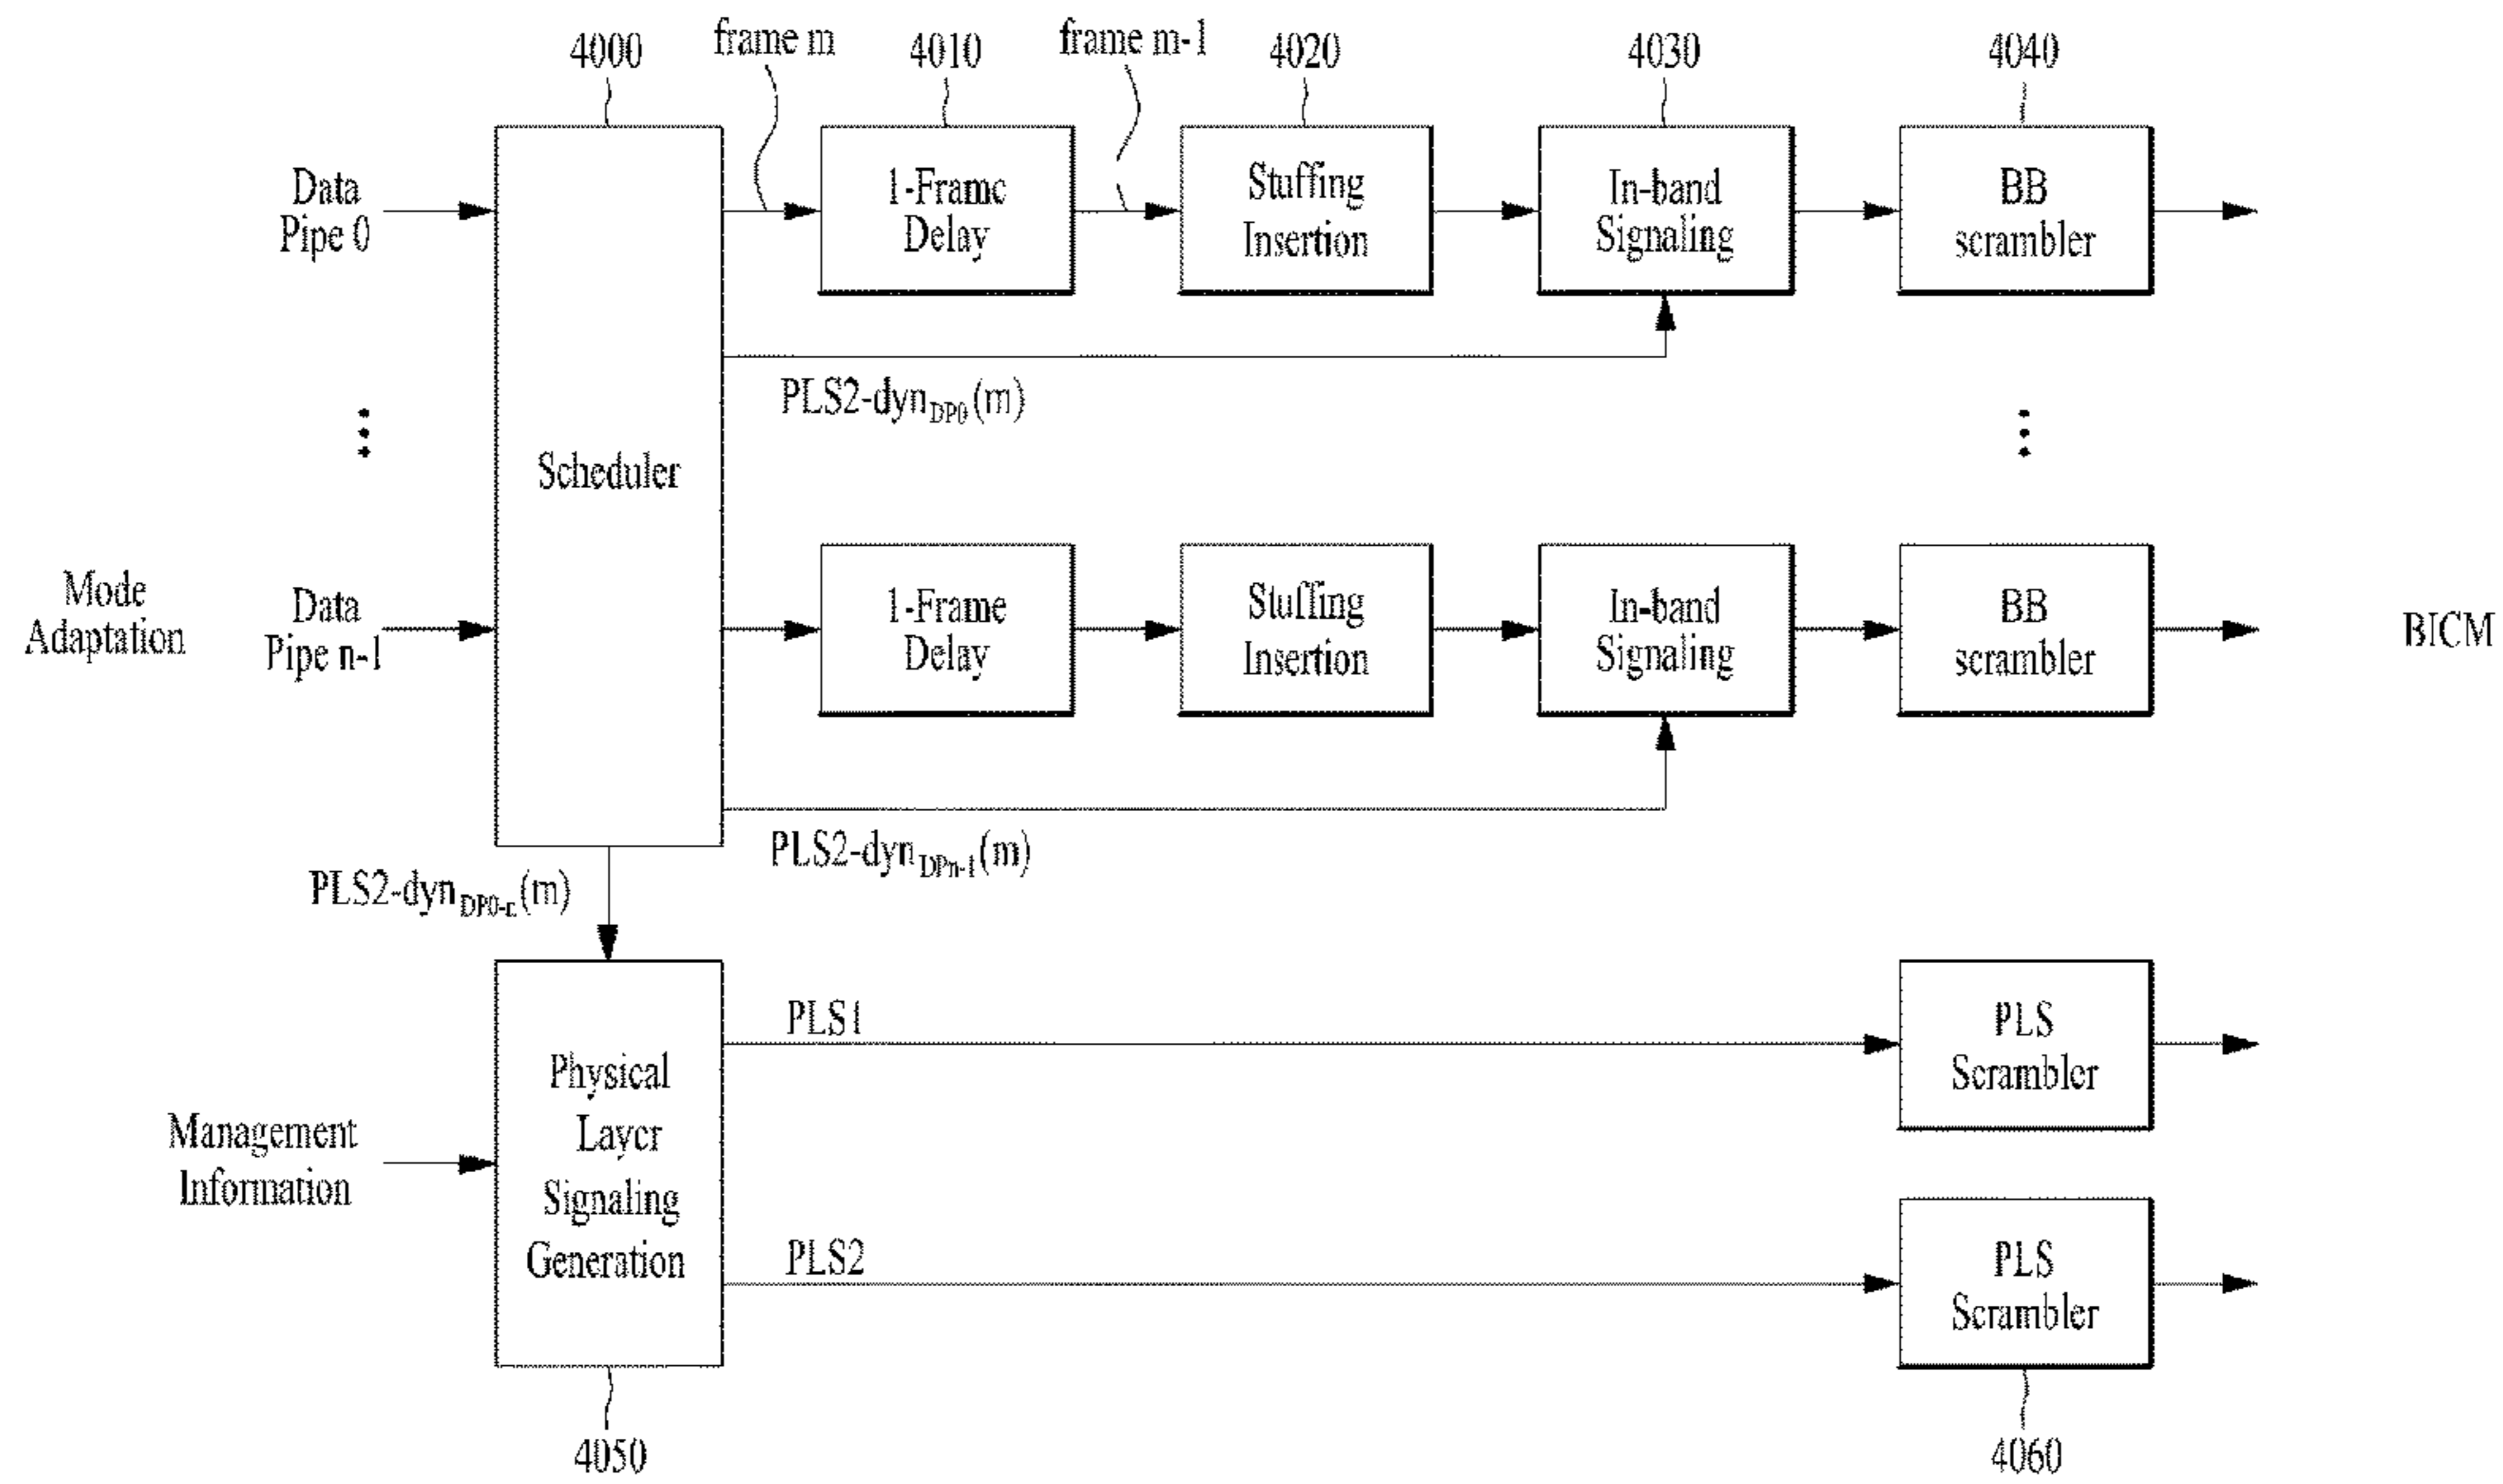 4000
frame m
4010
frame m-1
4020
4030
4040
Data
Pipe 0
1-Frame
Delay
Stuffing
Insertion
In-band
Signaling
BB
scrambler
PLS2-dynDP0(m)
Scheduler
Mode
Adaptation
Data
Pipe n-1
1-Frame
Delay
Stuffing
Insertion
In-band
Signaling
BB
scrambler
BICM
PLS2-dynDPn-1(m)
PLS2-dynDP0-n(m)
Management
Information
Physical
Layer
Signaling
Generation
PLS1
PLS
Scrambler
PLS2
PLS
Scrambler
4050
4060